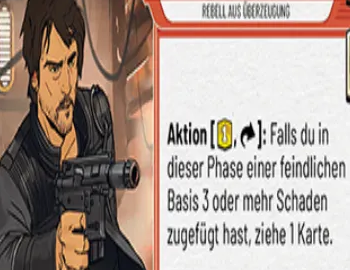 REBELL AUS ÜBERZEUGUNG
Aktion [1, ]: Falls du in
dieser Phase einer feindlichen
Basis 3 oder mehr Schaden
zugefügt hast, ziehe 1 Karte.